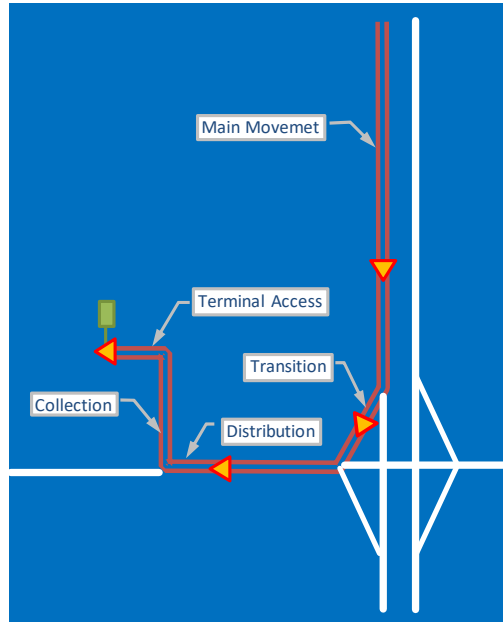 Main Movemet
Terminal Access
Transition
Collection
Distribution